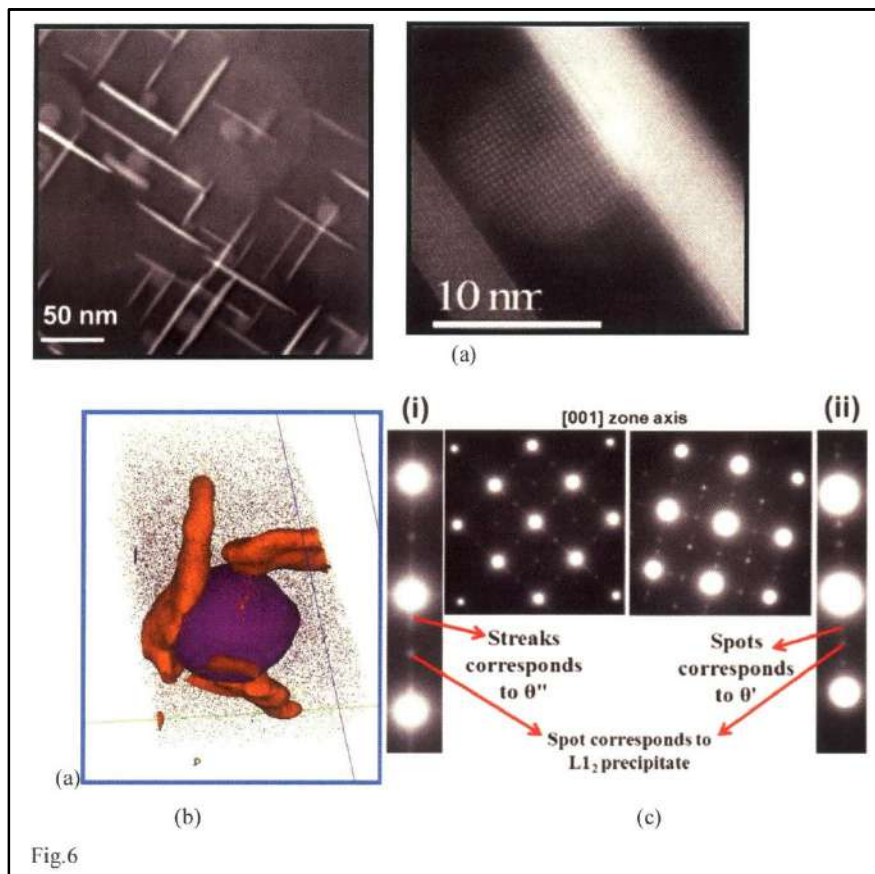 50 nm
10 nm
(a)
(i)
[001] zone axis
(ii)
Streaks
corresponds
to θ"
Spots
corresponds
to θ'
Spot corresponds to
L1₂ precipitate
(a)
(b)
(c)
Fig.6